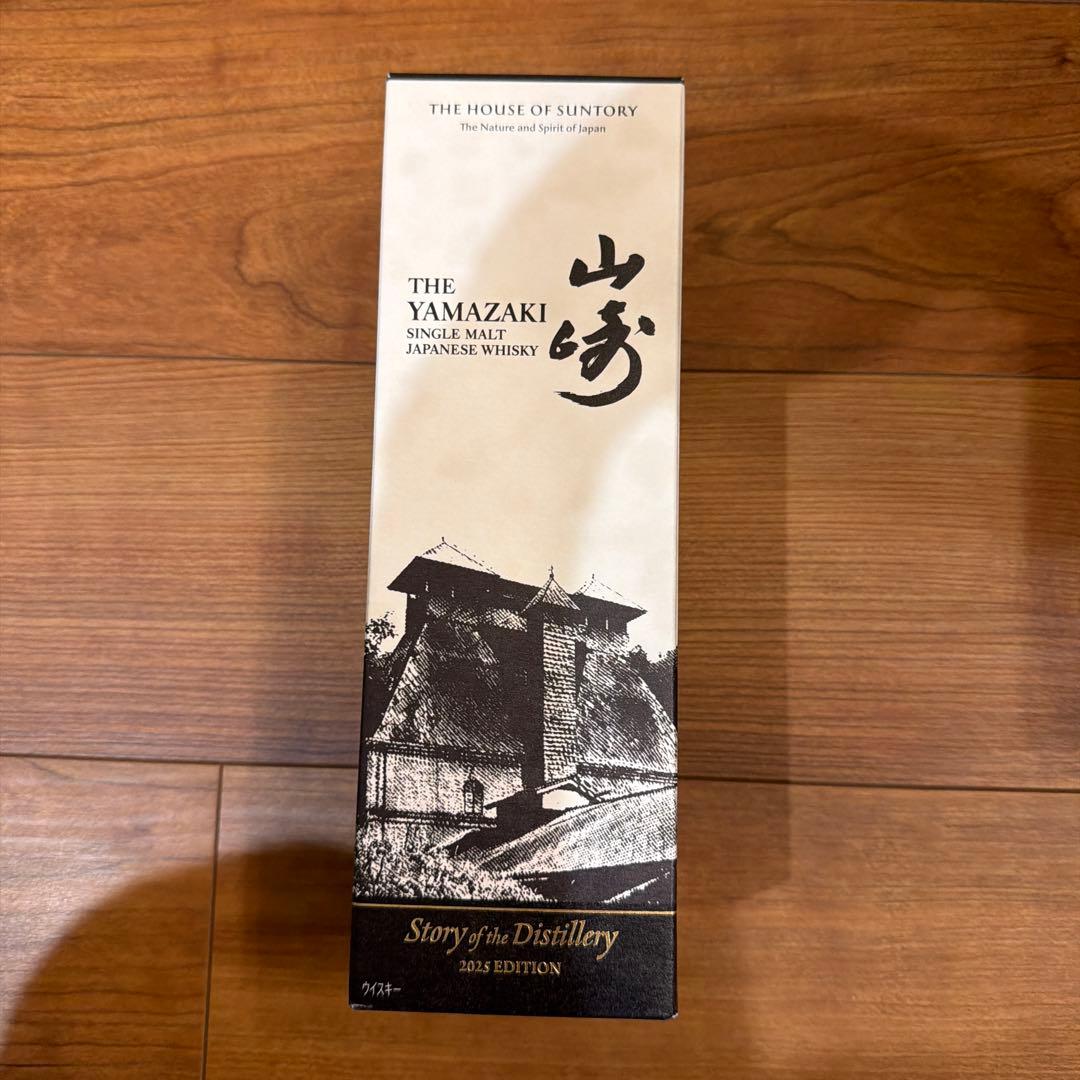 THE HOUSE OF SUNTORY
The Nature and Spirit of Japan
山崎
THE
YAMAZAKI
SINGLE MALT
JAPANESE WHISKY
Story of the Distillery
2025 EDITION
ウイスキー